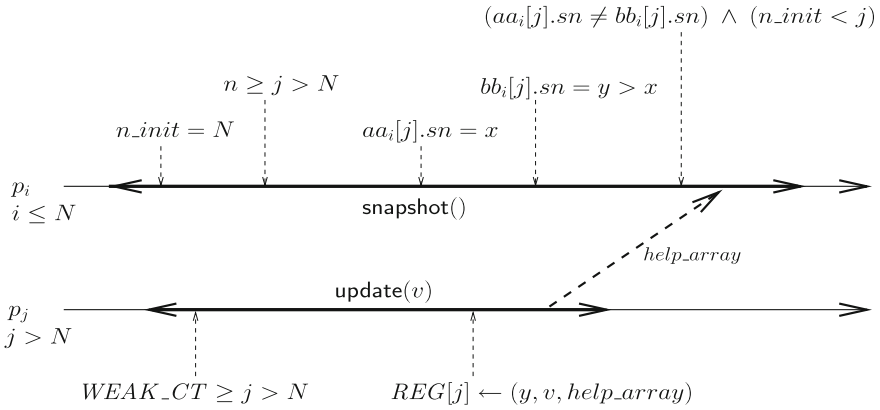 (aa_i[j].sn ≠ bb_i[j].sn) ∧ (n_init < j)
n ≥ j > N
bb_i[j].sn = y > x
n_init = N
aa_i[j].sn = x
p_i
i ≤ N
snapshot()
help_array
update(v)
p_j
j > N
WEAK_CT ≥ j > N
REG[j] ← (y, v, help_array)